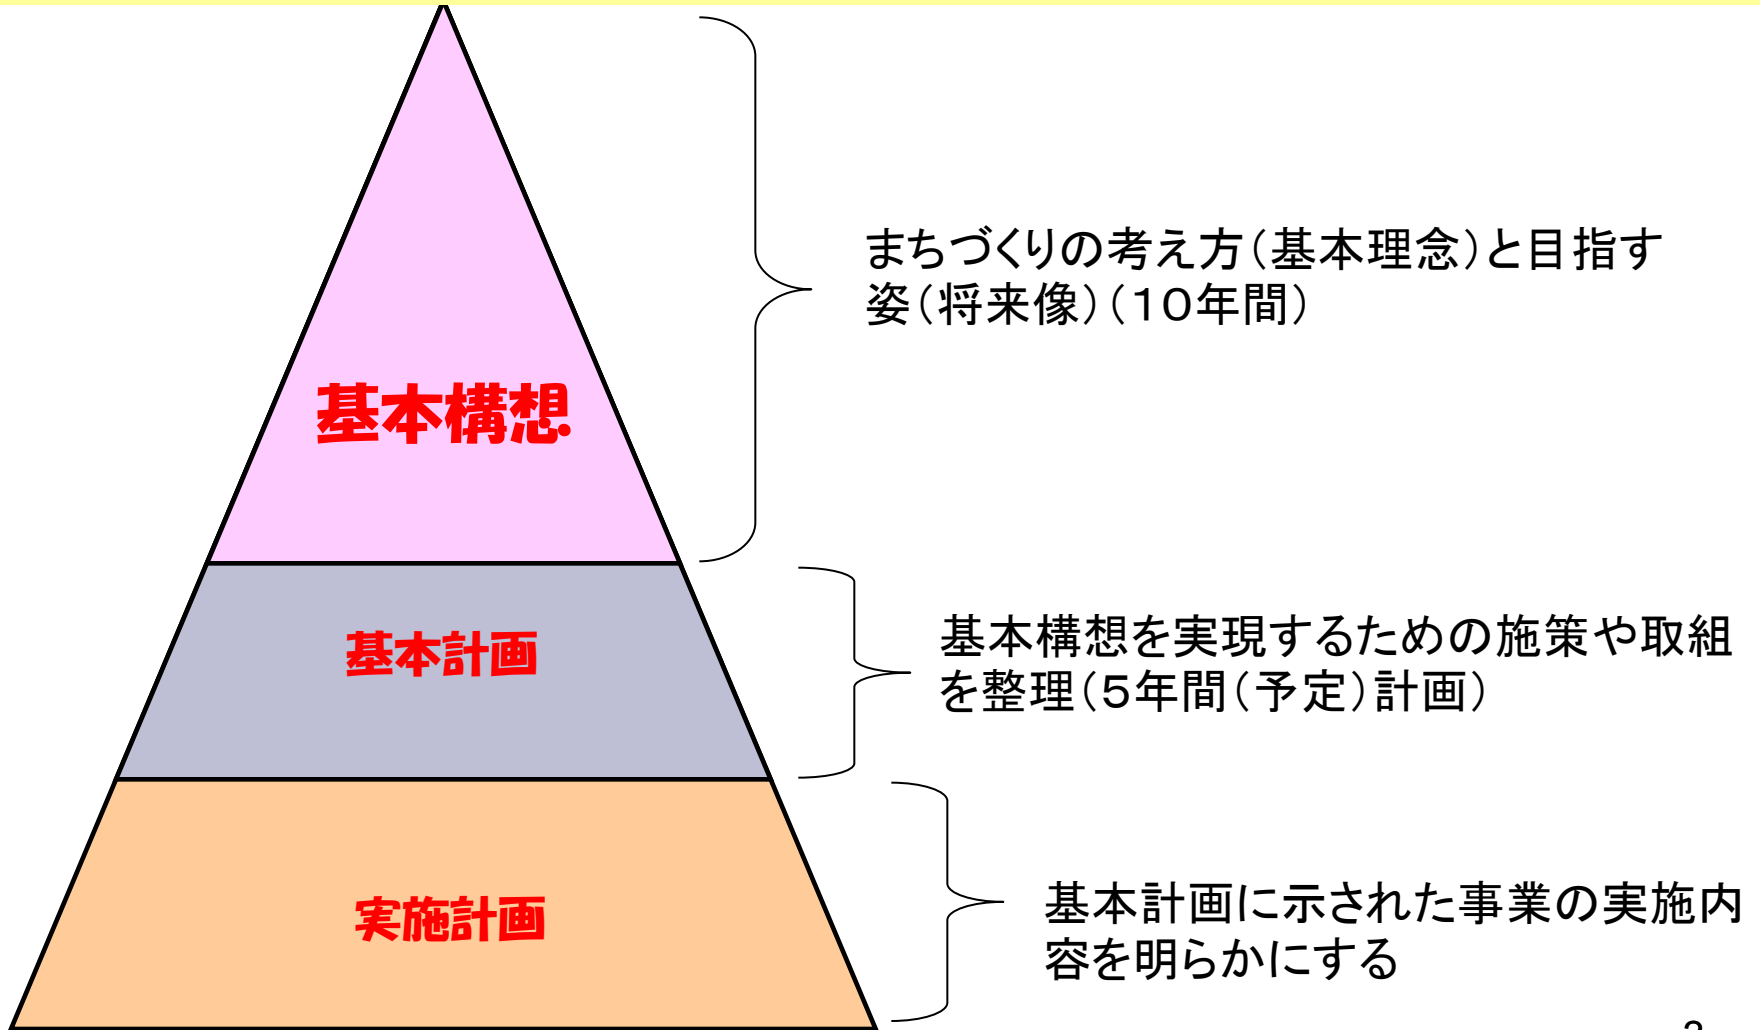 まちづくりの考え方（基本理念）と目指す
姿（将来像）（１０年間）
基本構想
基本構想を実現するための施策や取組
を整理（５年間（予定）計画）
基本計画
基本計画に示された事業の実施内
容を明らかにする
実施計画